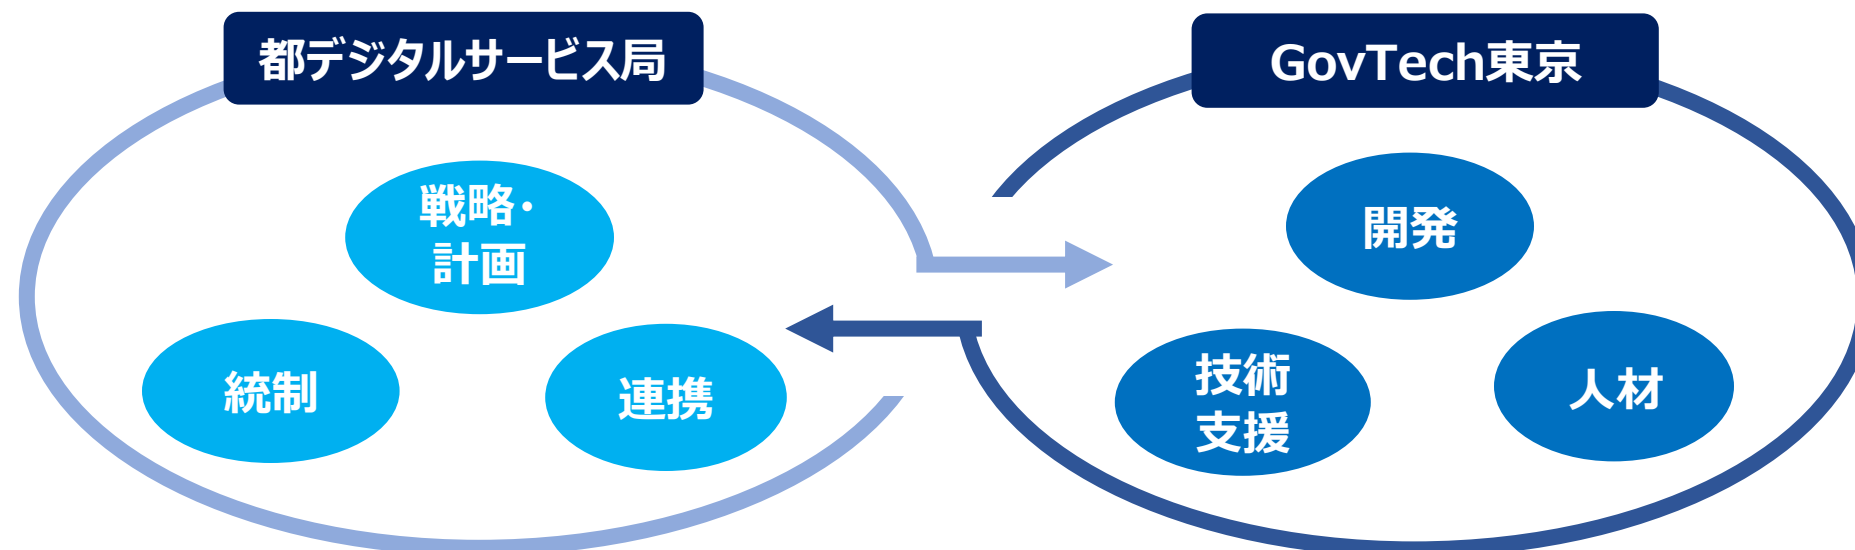 都デジタルサービス局
GovTech東京
戦略・
計画
統制
連携
開発
技術
支援
人材